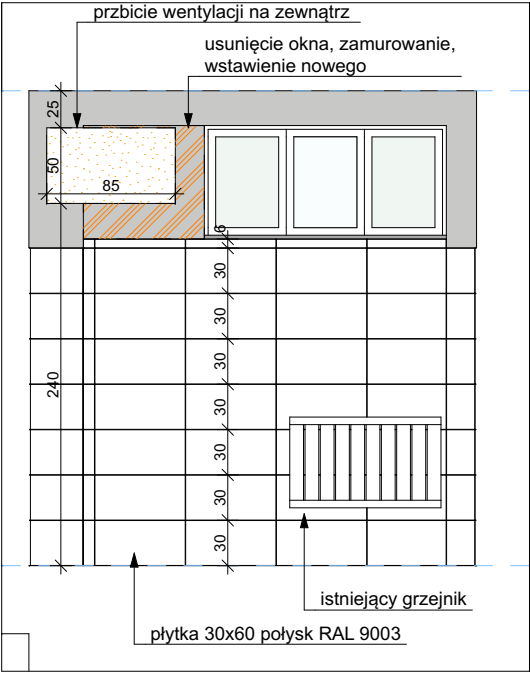 przbicie wentylacji na zewnątrz
usunięcie okna, zamurowanie,
wstawienie nowego
25
50
85
6
30
30
30
240
30
30
30
30
istniejący grzejnik
płytka 30x60 połysk RAL 9003